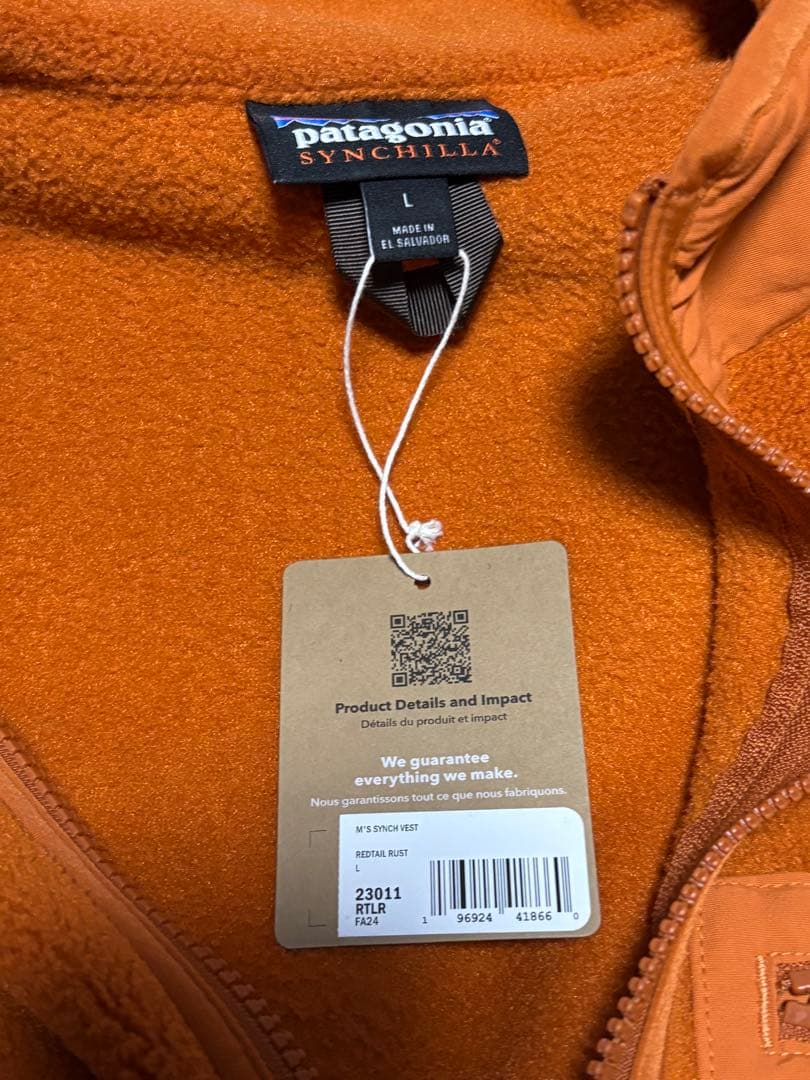 patagonia®
SYNCHILLA®
L
MADE IN
EL SALVADOR
Product Details and Impact
Détails du produit et impact
We guarantee
everything we make.
Nous garantissons tout ce que nous fabriquons.
M'S SYNCH VEST
REDTAIL RUST
L
23011
RTLR
FA24
1 96924 41866 0